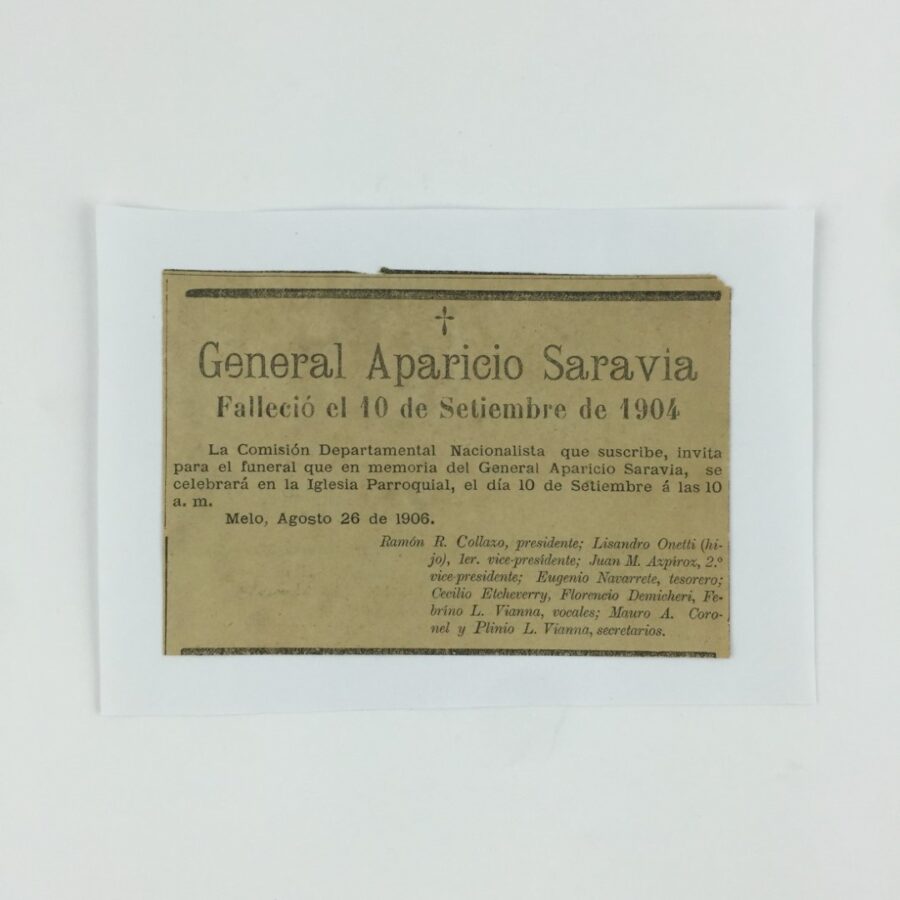 General Aparicio Saravia
Falleció el 10 de Setiembre de 1904
La Comisión Departamental Nacionalista que suscribe, invita
para el funeral que en memoria del General Aparicio Saravia, se
celebrará en la Iglesia Parroquial, el día 10 de Setiembre á las 10
a. m.
Melo, Agosto 26 de 1906.
Ramón R. Collazo, presidente; Lisandro Onetti (hi-
jo), 1er. vice-presidente; Juan M. Azpiroz, 2.º
vice-presidente; Eugenio Navarrete, tesorero;
Cecilio Etcheverry, Florencio Demicheri, Fe-
brino L. Vianna, vocales; Mauro A. Coro-
nel y Plinio L. Vianna, secretarios.